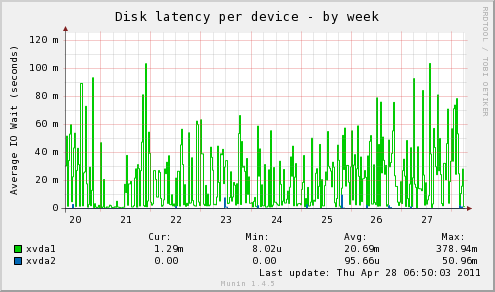 Disk latency per device - by week
RRDTOOL / TOBI OETIKER
Average IO Wait (seconds)
120 m
100 m
80 m
60 m
40 m
20 m
0
20 21 22 23 24 25 26 27
Cur: Min: Avg: Max:
xvda1 1.29m 8.02u 20.69m 378.94m
xvda2 0.00 0.00 95.66u 50.96m
Last update: Thu Apr 28 06:50:03 2011
Munin 1.4.5